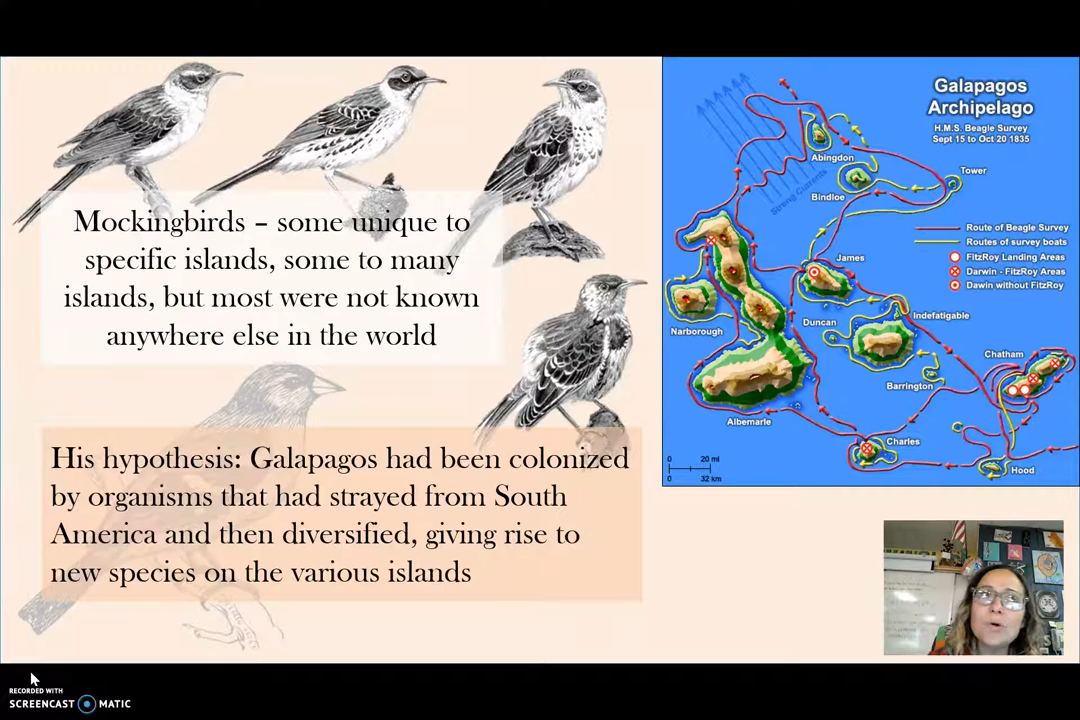 Mockingbirds – some unique to
specific islands, some to many
islands, but most were not known
anywhere else in the world
His hypothesis: Galapagos had been colonized
by organisms that had strayed from South
America and then diversified, giving rise to
new species on the various islands
Galapagos
Archipelago
H.M.S. Beagle Survey
Sept 15 to Oct 20 1835
Abingdon
Strong Currents
Bindloe
Tower
Route of Beagle Survey
Routes of survey boats
FitzRoy Landing Areas
Darwin - FitzRoy Areas
Dawin without FitzRoy
James
Narborough
Duncan
Indefatigable
Chatham
Barrington
Albemarle
Charles
Hood
0 20 mi
0 32 km
RECORDED WITH
SCREENCAST MATIC